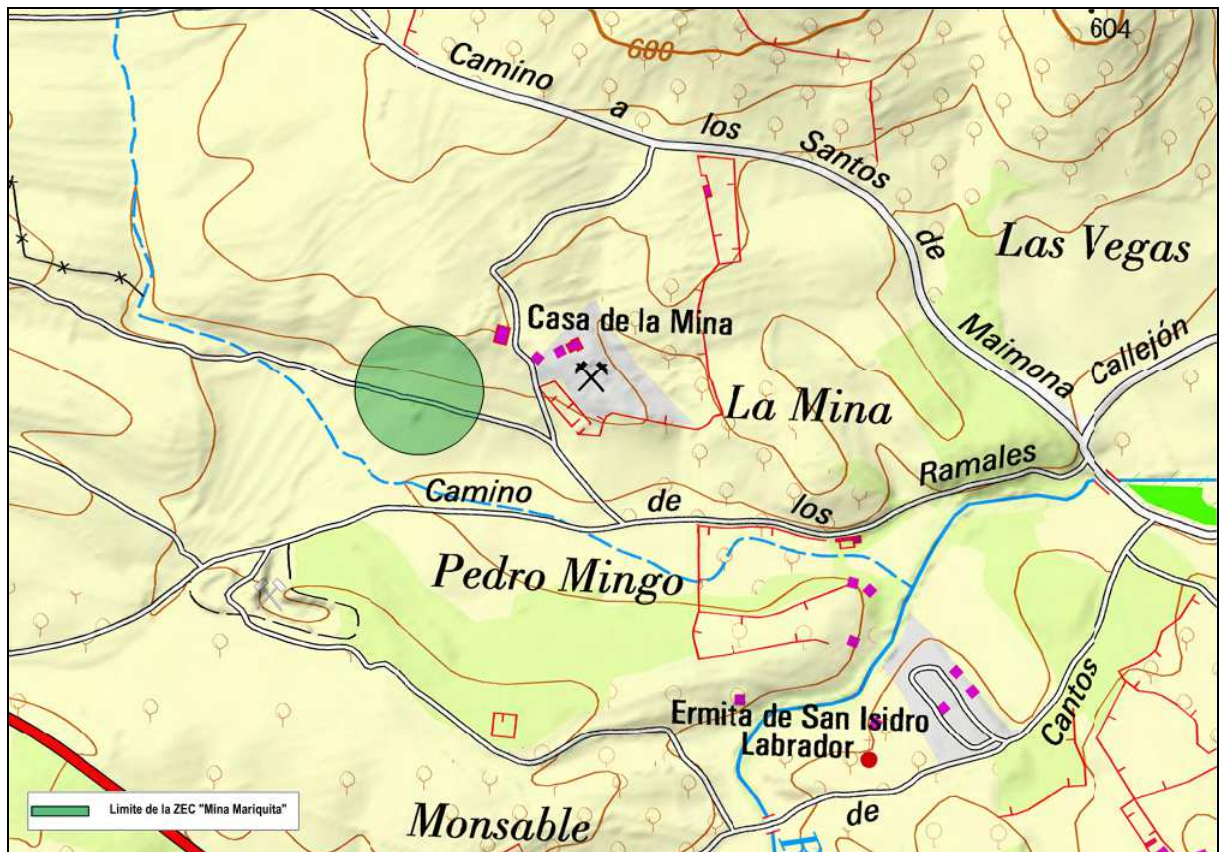 604
600
Camino a los Santos de Maimona
Las Vegas
Callejón
Casa de la Mina
La Mina
Camino de los Ramales
Pedro Mingo
Ermita de San Isidro
Labrador
Cantos
de
Monsable
Limite de la ZEC "Mina Mariquita"